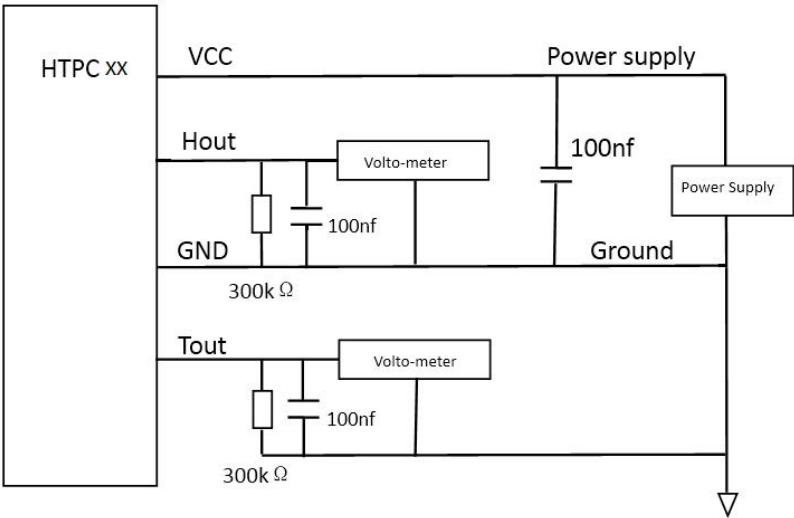 VCC
Power supply
HTPC XX
Hout
Volto-meter
100nf
Power Supply
100nf
GND
Ground
300k Ω
Tout
Volto-meter
100nf
300k Ω